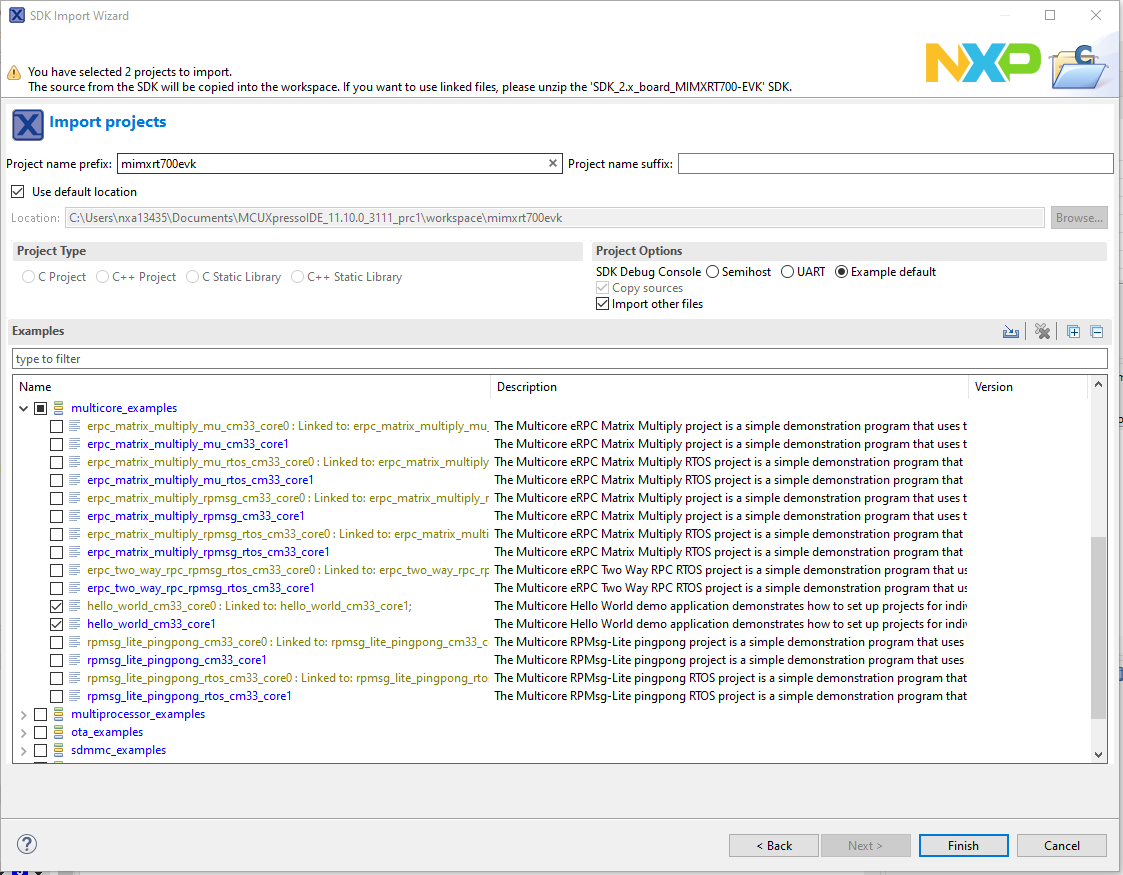 SDK Import Wizard
You have selected 2 projects to import.
The source from the SDK will be copied into the workspace. If you want to use linked files, please unzip the 'SDK_2.x_board_MIMXRT700-EVK' SDK.
NXP
C
Import projects
Project name prefix: mimxrt700evk Project name suffix:
Use default location
Location: C:\Users\nxa13435\Documents\MCUXpressoIDE_11.10.0_3111_prc1\workspace\mimxrt700evk Browse...
Project Type Project Options
C Project C++ Project C Static Library C++ Static Library SDK Debug Console Semihost UART Example default
Copy sources
Import other files
Examples
type to filter
Name Description Version
multicore_examples
erpc_matrix_multiply_mu_cm33_core0 : Linked to: erpc_matrix_multiply_mu_ The Multicore eRPC Matrix Multiply project is a simple demonstration program that uses t
erpc_matrix_multiply_mu_cm33_core1 The Multicore eRPC Matrix Multiply project is a simple demonstration program that uses t
erpc_matrix_multiply_mu_rtos_cm33_core0 : Linked to: erpc_matrix_multiply The Multicore eRPC Matrix Multiply RTOS project is a simple demonstration program that
erpc_matrix_multiply_mu_rtos_cm33_core1 The Multicore eRPC Matrix Multiply RTOS project is a simple demonstration program that
erpc_matrix_multiply_rpmsg_cm33_core0 : Linked to: erpc_matrix_multiply_r The Multicore eRPC Matrix Multiply project is a simple demonstration program that uses t
erpc_matrix_multiply_rpmsg_cm33_core1 The Multicore eRPC Matrix Multiply project is a simple demonstration program that uses t
erpc_matrix_multiply_rpmsg_rtos_cm33_core0 : Linked to: erpc_matrix_multi The Multicore eRPC Matrix Multiply RTOS project is a simple demonstration program that
erpc_matrix_multiply_rpmsg_rtos_cm33_core1 The Multicore eRPC Matrix Multiply RTOS project is a simple demonstration program that
erpc_two_way_rpc_rpmsg_rtos_cm33_core0 : Linked to: erpc_two_way_rpc_rp The Multicore eRPC Two Way RPC RTOS project is a simple demonstration program that
erpc_two_way_rpc_rpmsg_rtos_cm33_core1 The Multicore eRPC Two Way RPC RTOS project is a simple demonstration program that
hello_world_cm33_core0 : Linked to: hello_world_cm33_core1; The Multicore Hello World demo application demonstrates how to set up projects for indiv
hello_world_cm33_core1 The Multicore Hello World demo application demonstrates how to set up projects for indiv
rpmsg_lite_pingpong_cm33_core0 : Linked to: rpmsg_lite_pingpong_cm33_c The Multicore RPMsg-Lite pingpong project is a simple demonstration program that uses
rpmsg_lite_pingpong_cm33_core1 The Multicore RPMsg-Lite pingpong project is a simple demonstration program that uses
rpmsg_lite_pingpong_rtos_cm33_core0 : Linked to: rpmsg_lite_pingpong_rto The Multicore RPMsg-Lite pingpong RTOS project is a simple demonstration program that
rpmsg_lite_pingpong_rtos_cm33_core1 The Multicore RPMsg-Lite pingpong RTOS project is a simple demonstration program that
multiprocessor_examples
ota_examples
sdmmc_examples
? < Back Next > Finish Cancel